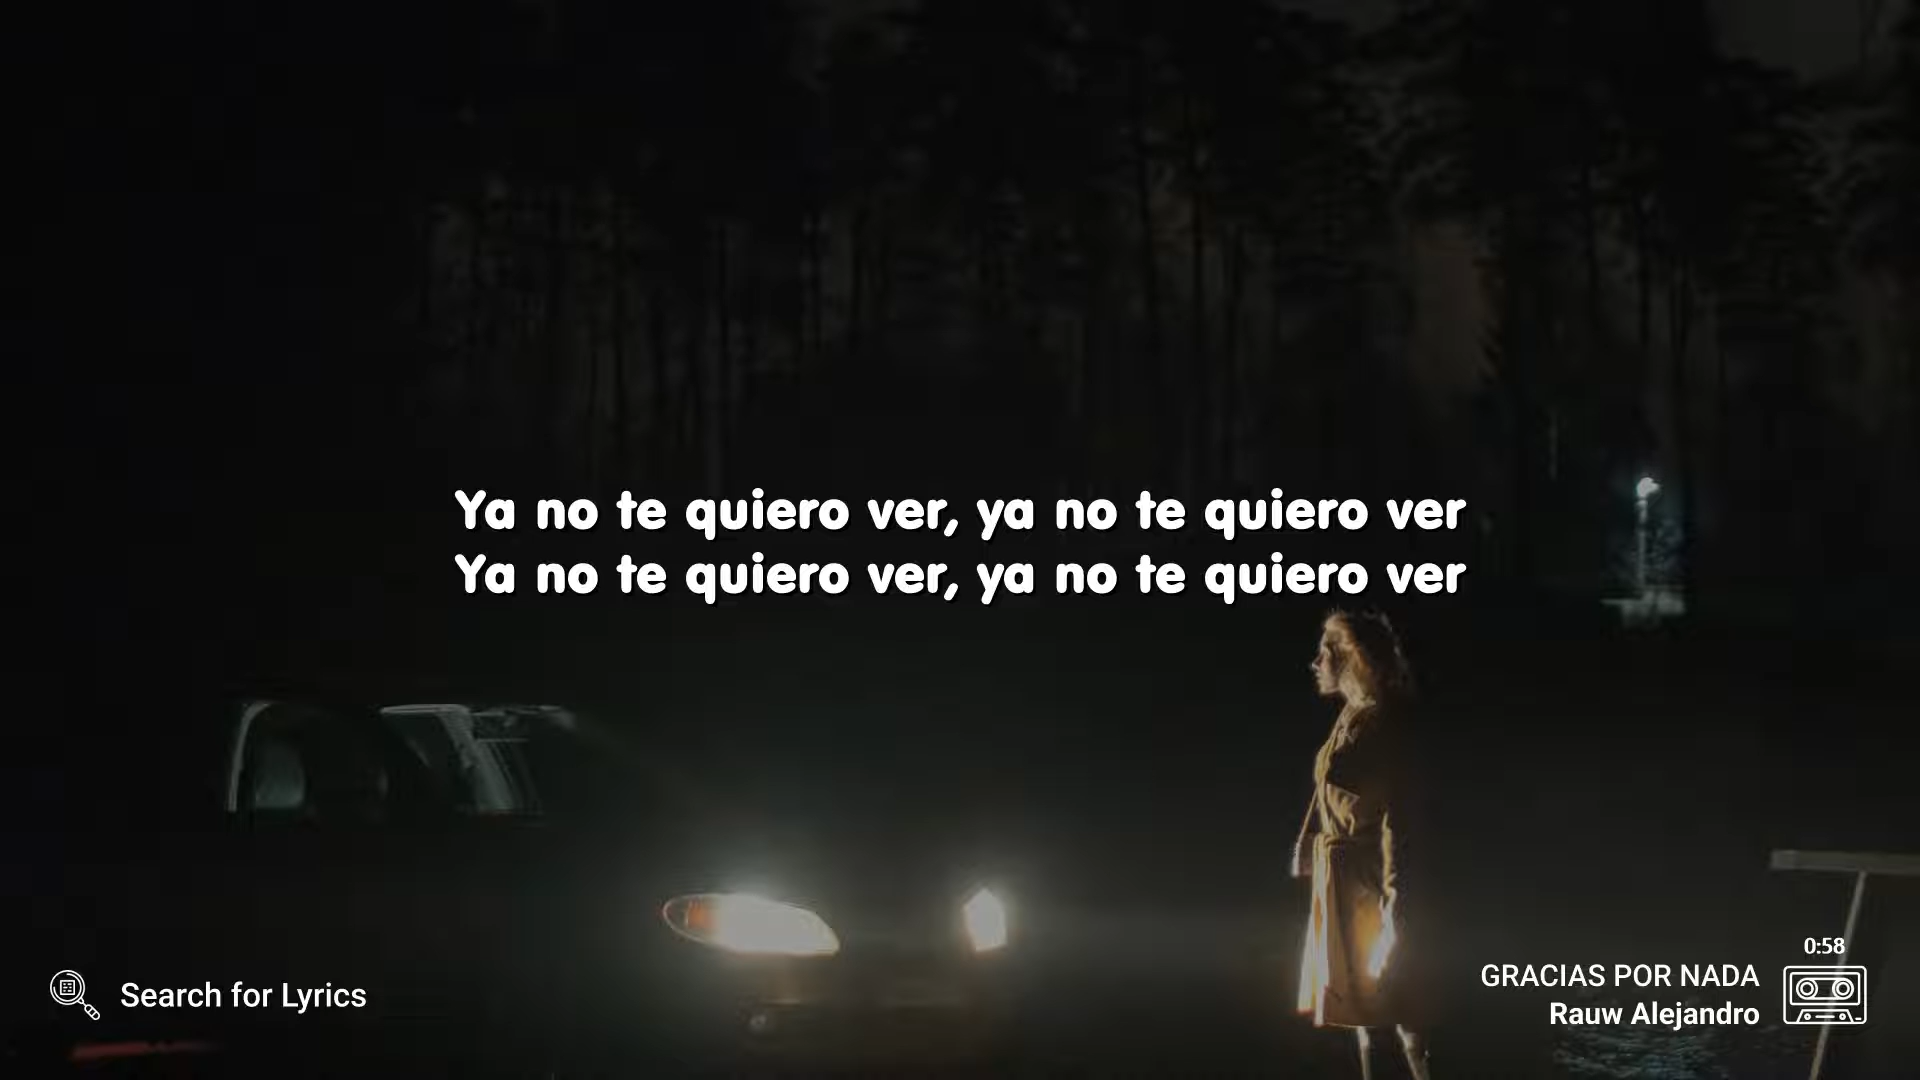 Ya no te quiero ver, ya no te quiero ver
Ya no te quiero ver, ya no te quiero ver
0:58
Search for Lyrics
GRACIAS POR NADA
Rauw Alejandro